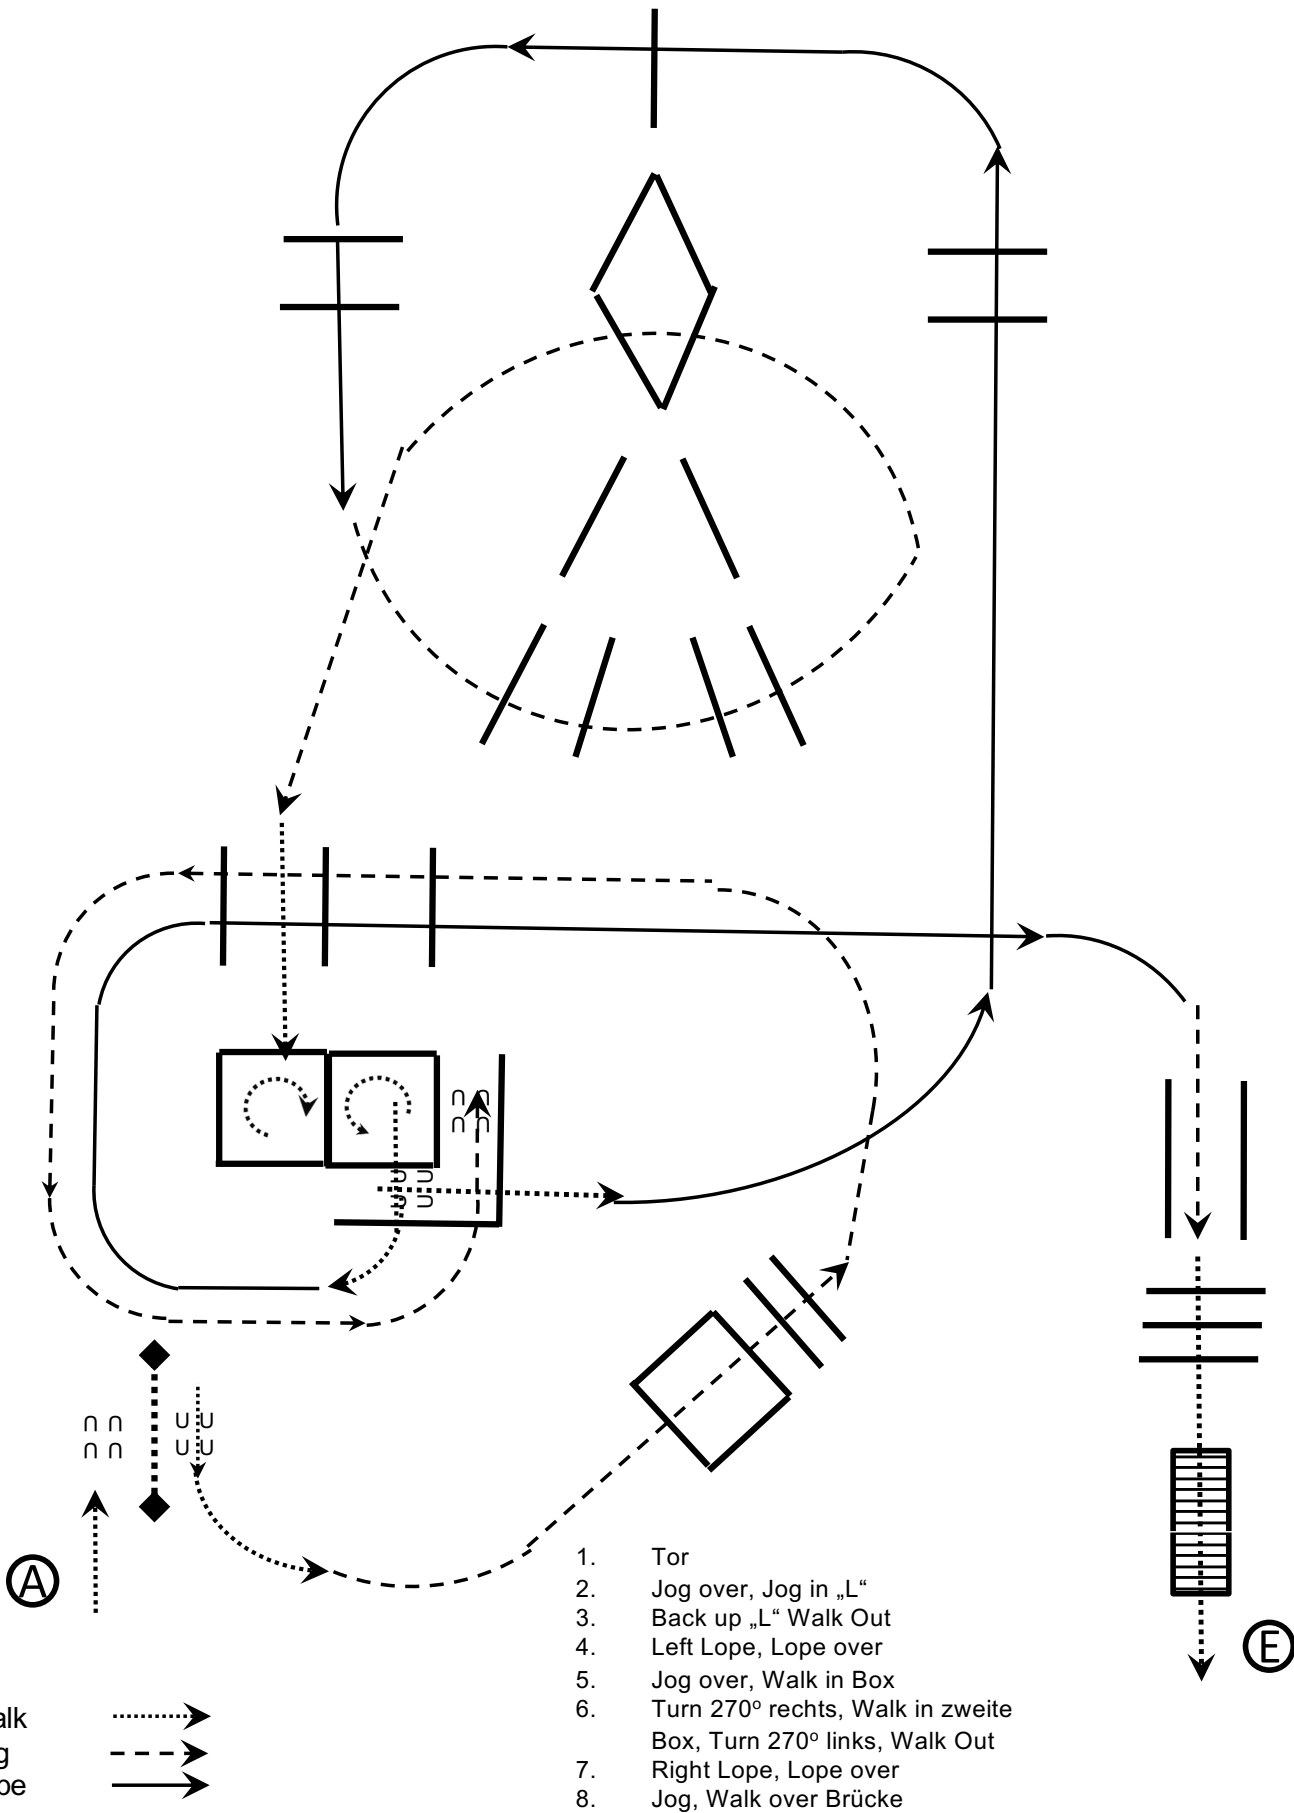 A
1. Tor
2. Jog over, Jog in „L“
3. Back up „L“ Walk Out
4. Left Lope, Lope over
E
5. Jog over, Walk in Box
6. Turn 270° rechts, Walk in zweite
Box, Turn 270° links, Walk Out
7. Right Lope, Lope over
8. Jog, Walk over Brücke
alk
g
pe